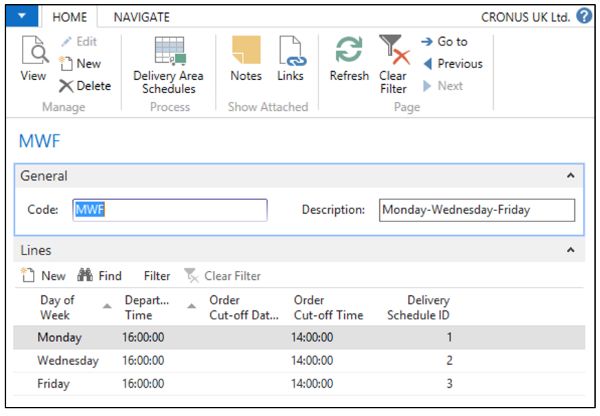 HOME NAVIGATE CRONUS UK Ltd. ?
View Edit New Delete
Delivery Area Schedules
Notes Links
Refresh Clear Filter
Go to
Previous
Next
Manage Process Show Attached Page
MWF
General
Code: MWF Description: Monday-Wednesday-Friday
Lines
New Find Filter Clear Filter
Day of Week Depart... Time Order Cut-off Dat... Order Cut-off Time Delivery Schedule ID
Monday 16:00:00 14:00:00 1
Wednesday 16:00:00 14:00:00 2
Friday 16:00:00 14:00:00 3